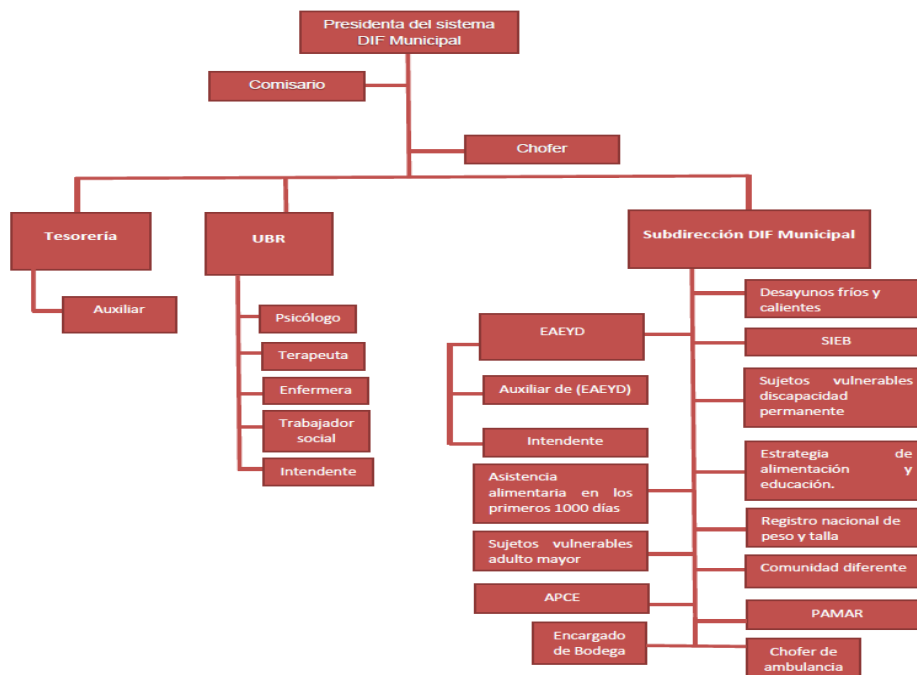 Presidenta del sistema
DIF Municipal
Comisario
Chofer
Tesorería
Auxiliar
UBR
Psicólogo
Terapeuta
Enfermera
Trabajador
social
Intendente
Subdirección DIF Municipal
EAEYD
Auxiliar de (EAEYD)
Intendente
Asistencia
alimentaria en los
primeros 1000 días
Sujetos vulnerables
adulto mayor
APCE
Encargado
de Bodega
Desayunos fríos y
calientes
SIEB
Sujetos vulnerables
discapacidad
permanente
Estrategia de
alimentación y
educación.
Registro nacional de
peso y talla
Comunidad diferente
PAMAR
Chofer de
ambulancia